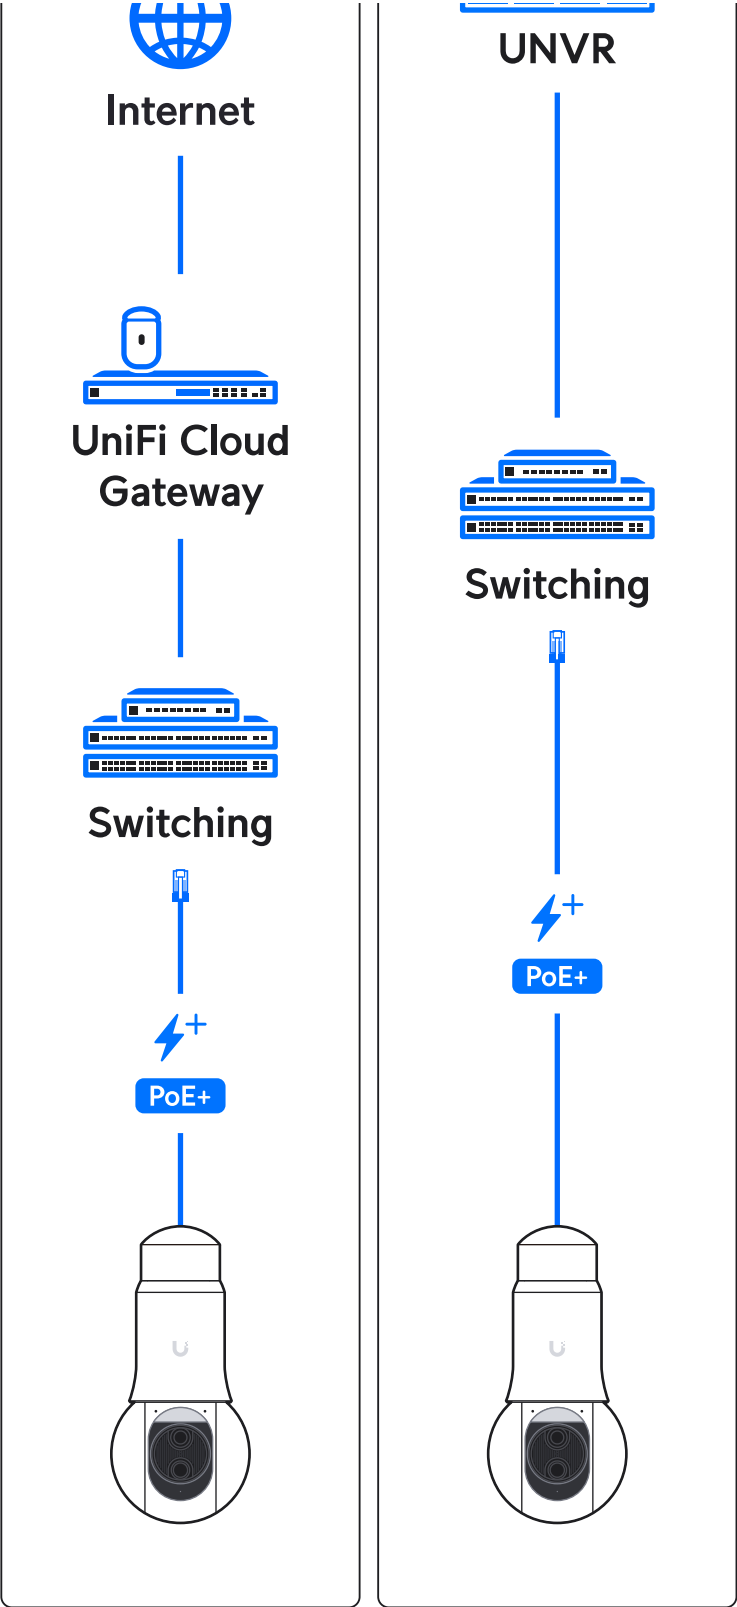 Internet
UniFi Cloud
Gateway
Switching
PoE+
UNVR
Switching
PoE+